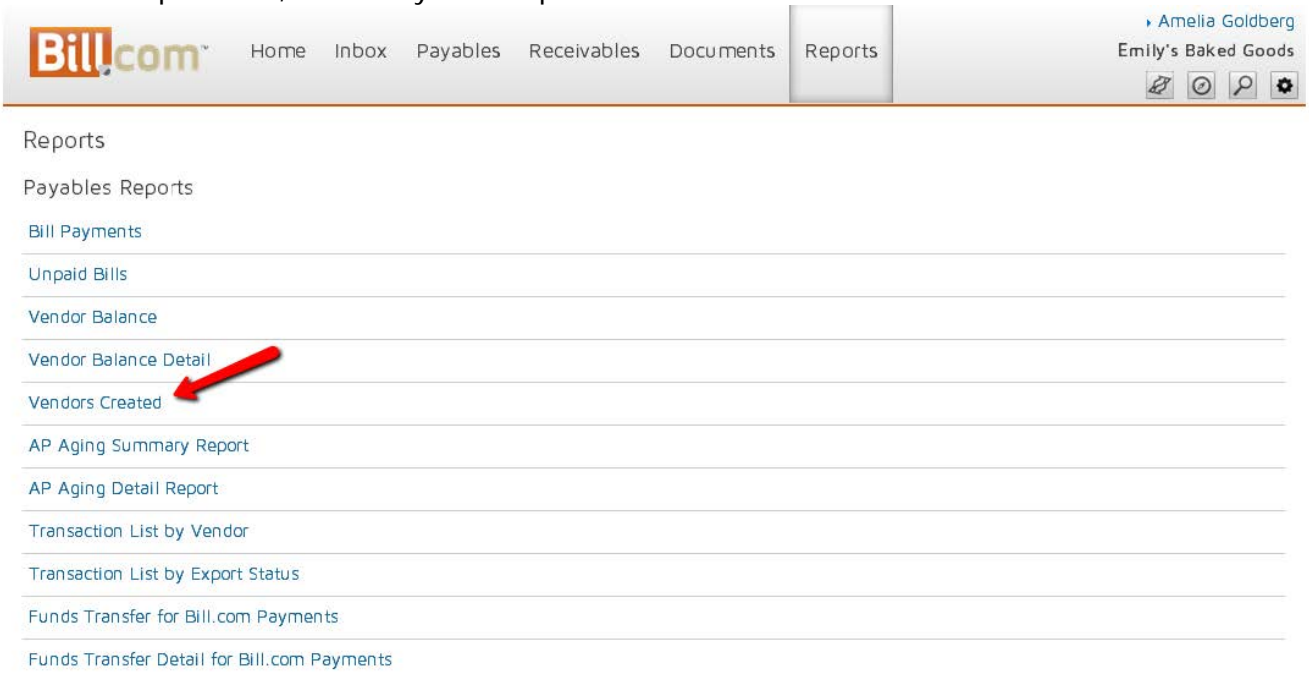 Amelia Goldberg
Bill.com™ Home Inbox Payables Receivables Documents Reports
Emily's Baked Goods
Reports
Payables Reports
Bill Payments
Unpaid Bills
Vendor Balance
Vendor Balance Detail
Vendors Created
AP Aging Summary Report
AP Aging Detail Report
Transaction List by Vendor
Transaction List by Export Status
Funds Transfer for Bill.com Payments
Funds Transfer Detail for Bill.com Payments